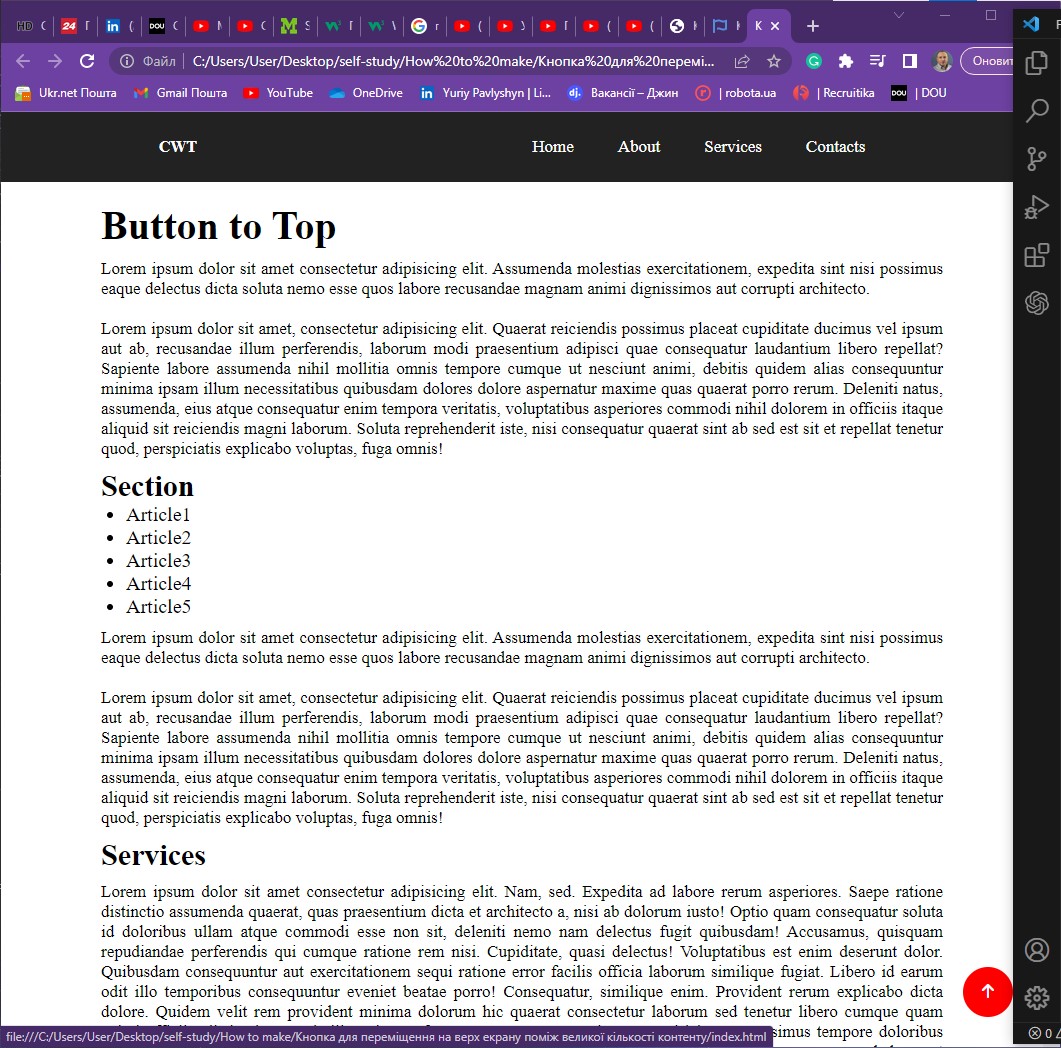 HD
24
DOU
К
Файл | C:/Users/User/Desktop/self-study/How%20to%20make/Кнопка%20для%20перемі...
Оновит
Ukr.net Пошта
Gmail Пошта
YouTube
OneDrive
Yuriy Pavlyshyn | Li...
dj. Вакансії – Джин
r | robota.ua
| Recruitika
DOU | DOU
CWT
Home
About
Services
Contacts
Button to Top
Lorem ipsum dolor sit amet consectetur adipisicing elit. Assumenda molestias exercitationem, expedita sint nisi possimus
eaque delectus dicta soluta nemo esse quos labore recusandae magnam animi dignissimos aut corrupti architecto.
Lorem ipsum dolor sit amet, consectetur adipisicing elit. Quaerat reiciendis possimus placeat cupiditate ducimus vel ipsum
aut ab, recusandae illum perferendis, laborum modi praesentium adipisci quae consequatur laudantium libero repellat?
Sapiente labore assumenda nihil mollitia omnis tempore cumque ut nesciunt animi, debitis quidem alias consequuntur
minima ipsam illum necessitatibus quibusdam dolores dolore aspernatur maxime quas quaerat porro rerum. Deleniti natus,
assumenda, eius atque consequatur enim tempora veritatis, voluptatibus asperiores commodi nihil dolorem in officiis itaque
aliquid sit reiciendis magni laborum. Soluta reprehenderit iste, nisi consequatur quaerat sint ab sed est sit et repellat tenetur
quod, perspiciatis explicabo voluptas, fuga omnis!
Section
• Article1
• Article2
• Article3
• Article4
• Article5
Lorem ipsum dolor sit amet consectetur adipisicing elit. Assumenda molestias exercitationem, expedita sint nisi possimus
eaque delectus dicta soluta nemo esse quos labore recusandae magnam animi dignissimos aut corrupti architecto.
Lorem ipsum dolor sit amet, consectetur adipisicing elit. Quaerat reiciendis possimus placeat cupiditate ducimus vel ipsum
aut ab, recusandae illum perferendis, laborum modi praesentium adipisci quae consequatur laudantium libero repellat?
Sapiente labore assumenda nihil mollitia omnis tempore cumque ut nesciunt animi, debitis quidem alias consequuntur
minima ipsam illum necessitatibus quibusdam dolores dolore aspernatur maxime quas quaerat porro rerum. Deleniti natus,
assumenda, eius atque consequatur enim tempora veritatis, voluptatibus asperiores commodi nihil dolorem in officiis itaque
aliquid sit reiciendis magni laborum. Soluta reprehenderit iste, nisi consequatur quaerat sint ab sed est sit et repellat tenetur
quod, perspiciatis explicabo voluptas, fuga omnis!
Services
Lorem ipsum dolor sit amet consectetur adipisicing elit. Nam, sed. Expedita ad labore rerum asperiores. Saepe ratione
distinctio assumenda quaerat, quas praesentium dicta et architecto a, nisi ab dolorum iusto! Optio quam consequatur soluta
id doloribus ullam atque commodi esse non sit, deleniti nemo nam delectus fugit quibusdam! Accusamus, quisquam
repudiandae perferendis qui cumque ratione rem nisi. Cupiditate, quasi delectus! Voluptatibus est enim deserunt dolor.
Quibusdam consequuntur aut exercitationem sequi ratione error facilis officia laborum similique fugiat. Libero id earum
odit illo temporibus consequuntur eveniet beatae porro! Consequatur, similique enim. Provident rerum explicabo dicta
dolore. Quidem velit rem provident minima dolorum hic quaerat consectetur laborum sed tenetur libero cumque quam
simus tempore doloribus
file:///C:/Users/User/Desktop/self-study/How to make/Кнопка для переміщення на верх екрану поміж великої кількості контенту/index.html
0